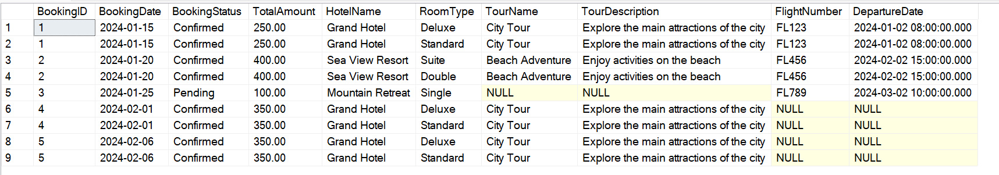 BookingID BookingDate BookingStatus TotalAmount HotelName RoomType TourName TourDescription FlightNumber DepartureDate
1 1 2024-01-15 Confirmed 250.00 Grand Hotel Deluxe City Tour Explore the main attractions of the city FL123 2024-01-02 08:00:00.000
2 1 2024-01-15 Confirmed 250.00 Grand Hotel Standard City Tour Explore the main attractions of the city FL123 2024-01-02 08:00:00.000
3 2 2024-01-20 Confirmed 400.00 Sea View Resort Suite Beach Adventure Enjoy activities on the beach FL456 2024-02-02 15:00:00.000
4 2 2024-01-20 Confirmed 400.00 Sea View Resort Double Beach Adventure Enjoy activities on the beach FL456 2024-02-02 15:00:00.000
5 3 2024-01-25 Pending 100.00 Mountain Retreat Single NULL NULL FL789 2024-03-02 10:00:00.000
6 4 2024-02-01 Confirmed 350.00 Grand Hotel Deluxe City Tour Explore the main attractions of the city NULL NULL
7 4 2024-02-01 Confirmed 350.00 Grand Hotel Standard City Tour Explore the main attractions of the city NULL NULL
8 5 2024-02-06 Confirmed 350.00 Grand Hotel Deluxe City Tour Explore the main attractions of the city NULL NULL
9 5 2024-02-06 Confirmed 350.00 Grand Hotel Standard City Tour Explore the main attractions of the city NULL NULL